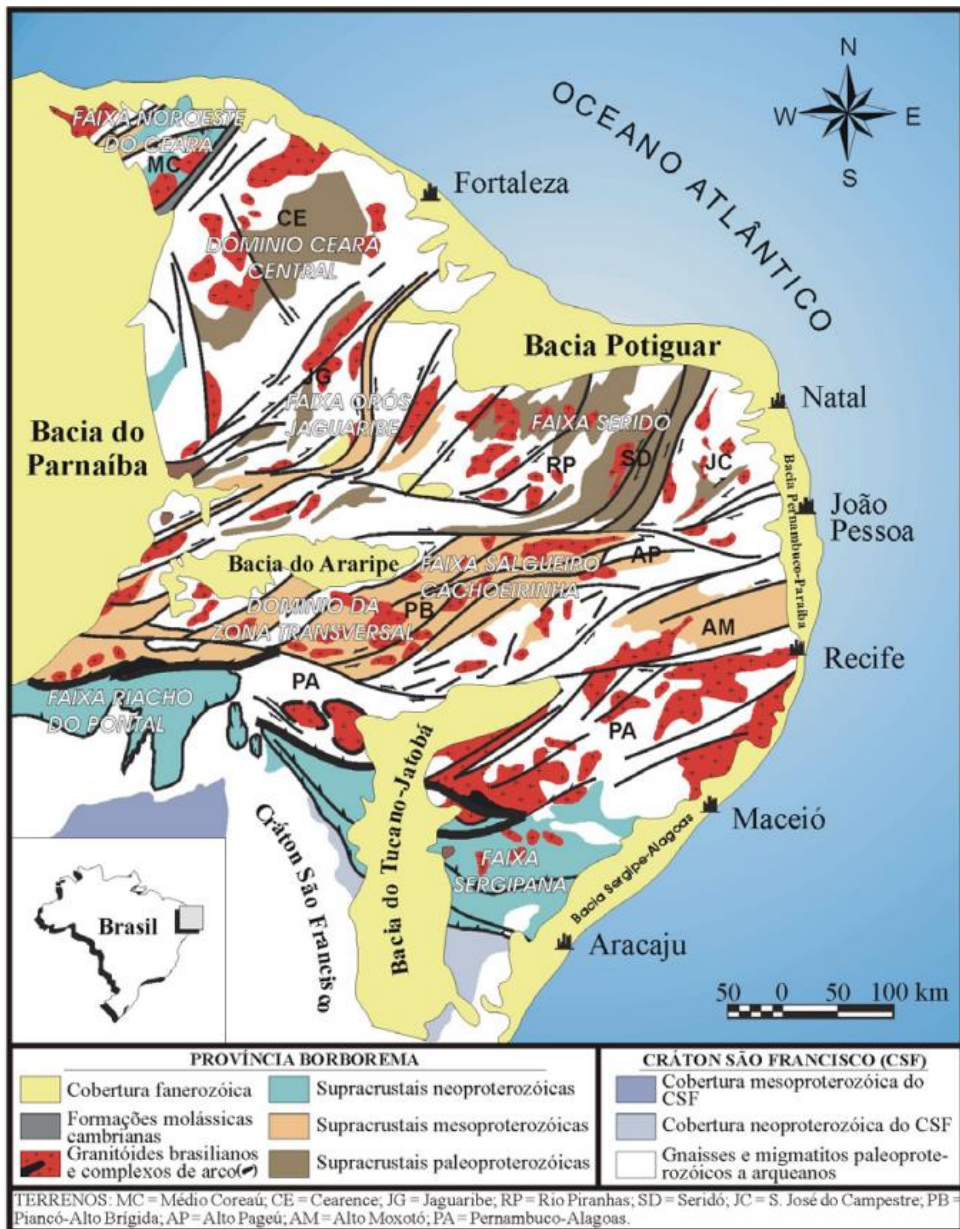 N
W
E
S
OCEANO ATLÂNTICO
FAIXA NOROESTE
DO CEARA
MC
Fortaleza
CE
DOMINIO CEARA
CENTRAL
Bacia Potiguar
JG
FAIXA ORÓS
JAGUARIBE
FAIXA SERIDÓ
Natal
Bacia do
Parnaíba
RP
SD
JC
Bacia Pernambuco-Paraíba
João
Pessoa
Bacia do Araripe
FAIXA SALGUEIRO
CACHOEIRINHA
AP
DOMINIO DA
ZONA TRANSVERSAL
PB
AM
Recife
FAIXA RIACHO
DO PONTAL
PA
PA
Maceió
Cráton São Francisco
Bacia do Tucano-Jatobá
FAIXA
SERGIPANA
Bacia Sergipe-Alagoas
Brasil
Aracaju
50 0 50 100 km
PROVÍNCIA BORBOREMA
Cobertura fanerozóica
Formações molássicas
cambrianas
Granitóides brasilianos
e complexos de arco( )
Supracrustais neoproterozóicas
Supracrustais mesoproterozóicas
Supracrustais paleoproterozóicas
CRÁTON SÃO FRANCISCO (CSF)
Cobertura mesoproterozóica do
CSF
Cobertura neoproterozóica do CSF
Gnaisses e migmatitos paleoprote-
rozóicos a arqueanos
TERRENOS: MC = Médio Coreaú; CE = Cearence; JG = Jaguaribe; RP = Rio Piranhas; SD = Seridó; JC = S. José do Campestre; PB =
Piancó-Alto Brígida; AP = Alto Pageú; AM = Alto Moxotó; PA = Pernambuco-Alagoas.